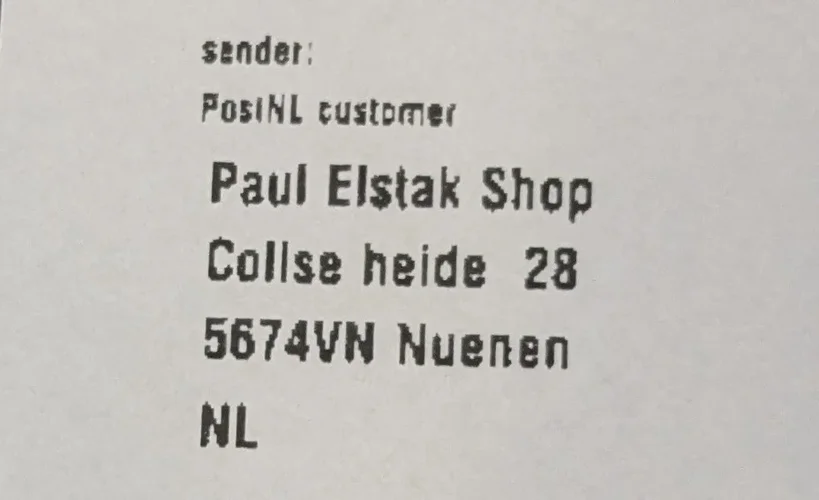 sender:
PostNL customer
Paul Elstak Shop
Collse heide 28
5674VN Nuenen
NL